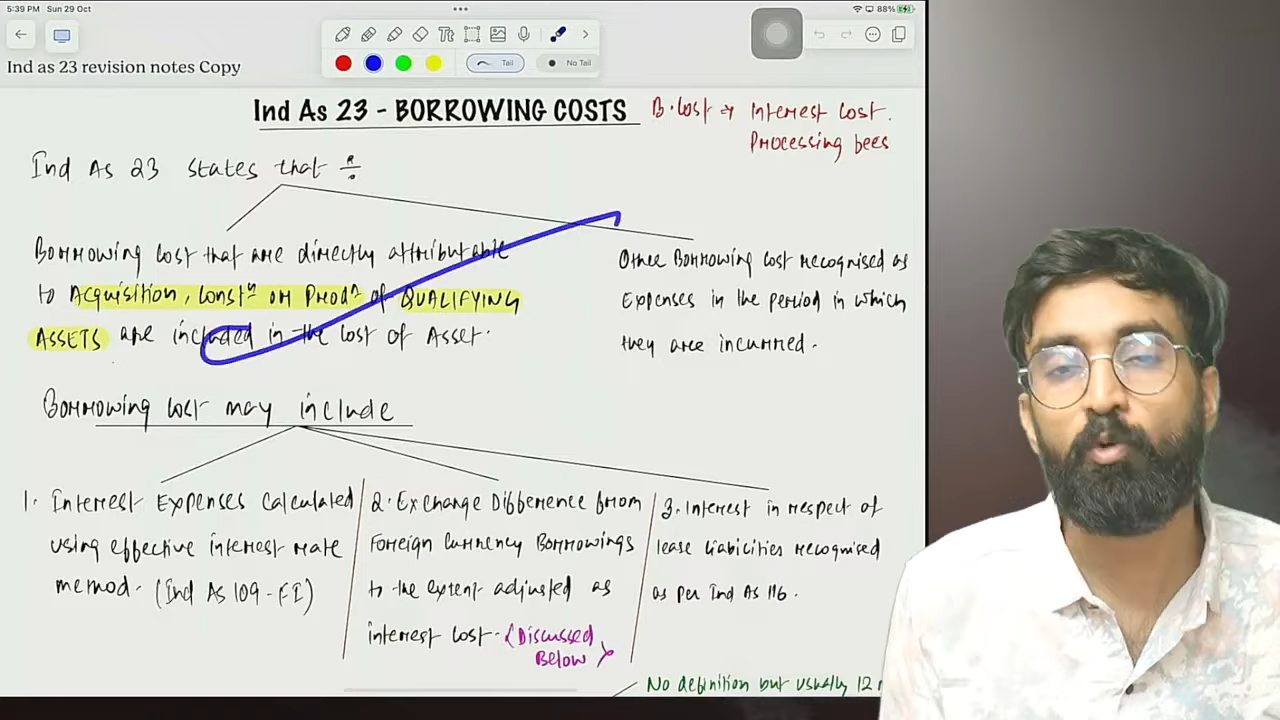 5:39 PM Sun 29 Oct
88%
Ind as 23 revision notes Copy
Tail
No Tail
Ind As 23 - BORROWING COSTS
B. Cost → Interest Cost.
Processing fees
Ind As 23 states that
Borrowing Cost that are directly attributable
to Acquisition, Constⁿ or Prodⁿ of QUALIFYING
ASSETS are included in the Cost of Asset.
Other Borrowing Cost recognised as
Expenses in the period in which
they are incurred.
Borrowing Cost may include
1. Interest Expenses Calculated
using effective interest rate
method. (Ind As 109 - FI)
2. Exchange Difference from
Foreign Currency Borrowings
to the extent adjusted as
interest Cost. (Discussed
Below)
3. Interest in respect of
lease liabilities recognised
as per Ind As 116.
No definition but usually 12